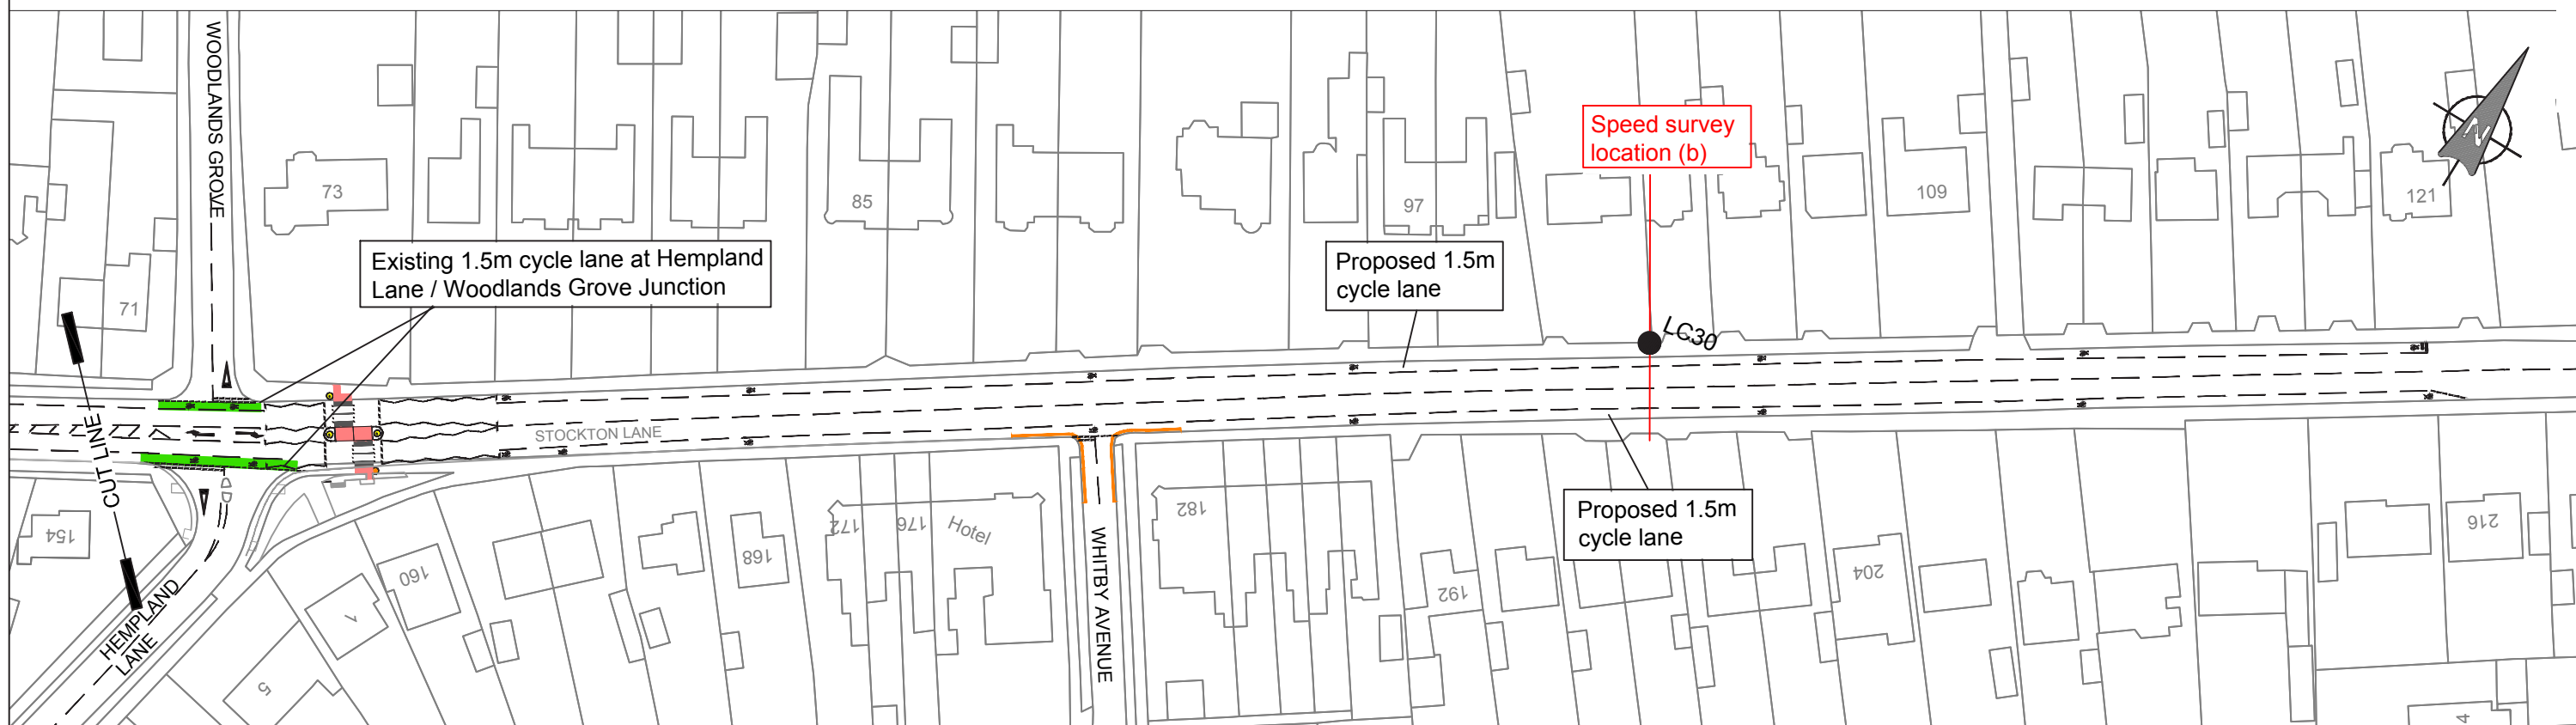 WOODLANDS GROVE
73
85
97
109
121
71
Speed survey
location (b)
Existing 1.5m cycle lane at Hempland
Lane / Woodlands Grove Junction
Proposed 1.5m
cycle lane
LC30
CUT LINE
STOCKTON LANE
Proposed 1.5m
cycle lane
154
HEMPLAND
LANE
5
160
168
172
176
Hotel
WHITBY AVENUE
182
192
204
216
4